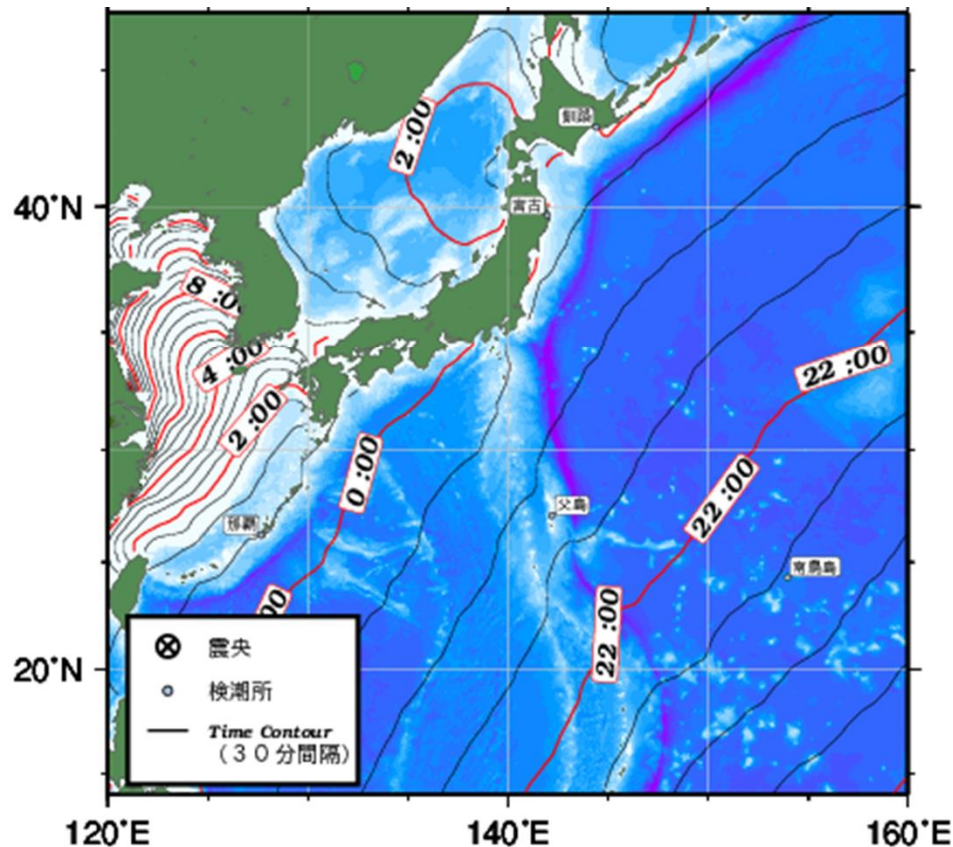 2 :00
釧路
40°N
宮古
8 :0
4 :00
22 :00
2 :00
0 :00
22 :00
父島
那覇
南鳥島
00
22 :00
震央
20°N
検潮所
Time Contour
(３０分間隔)
120°E
140°E
160°E